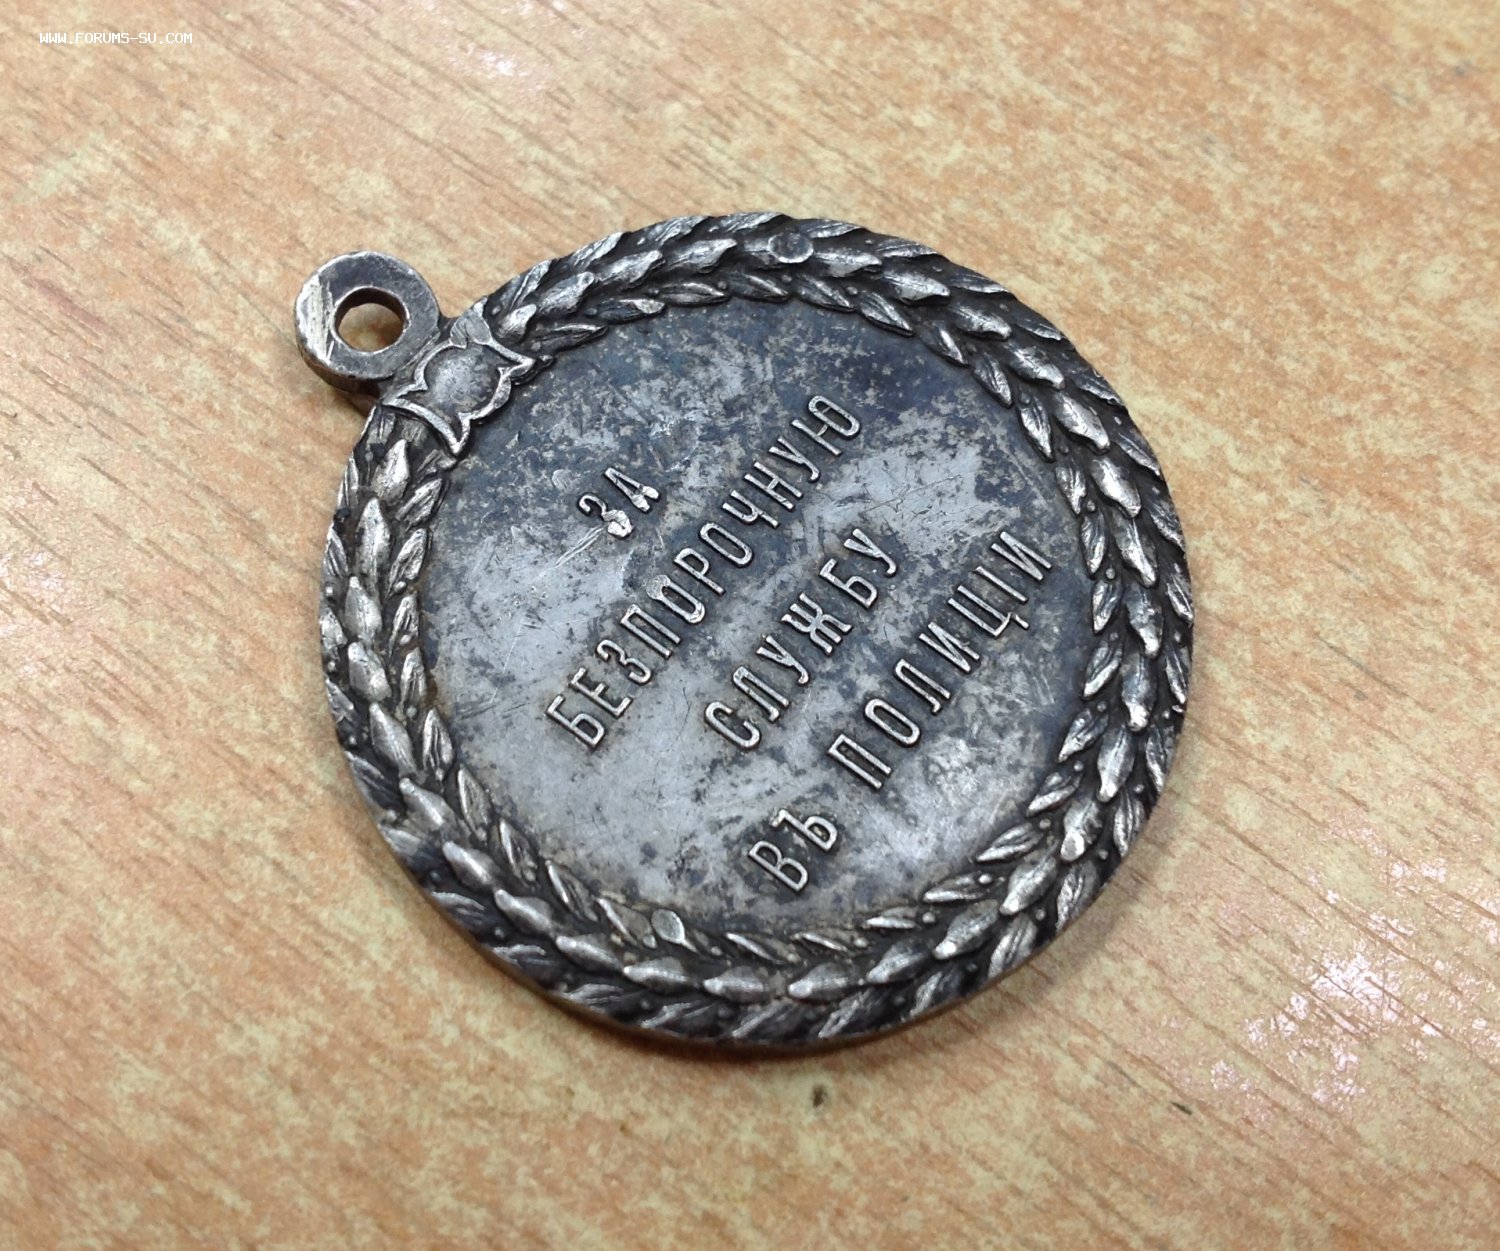 WWW.FORUMS-SU.COM
ЗА
БЕЗПОРОЧНУЮ
СЛУЖБУ
ВЪ ПОЛИЦІИ